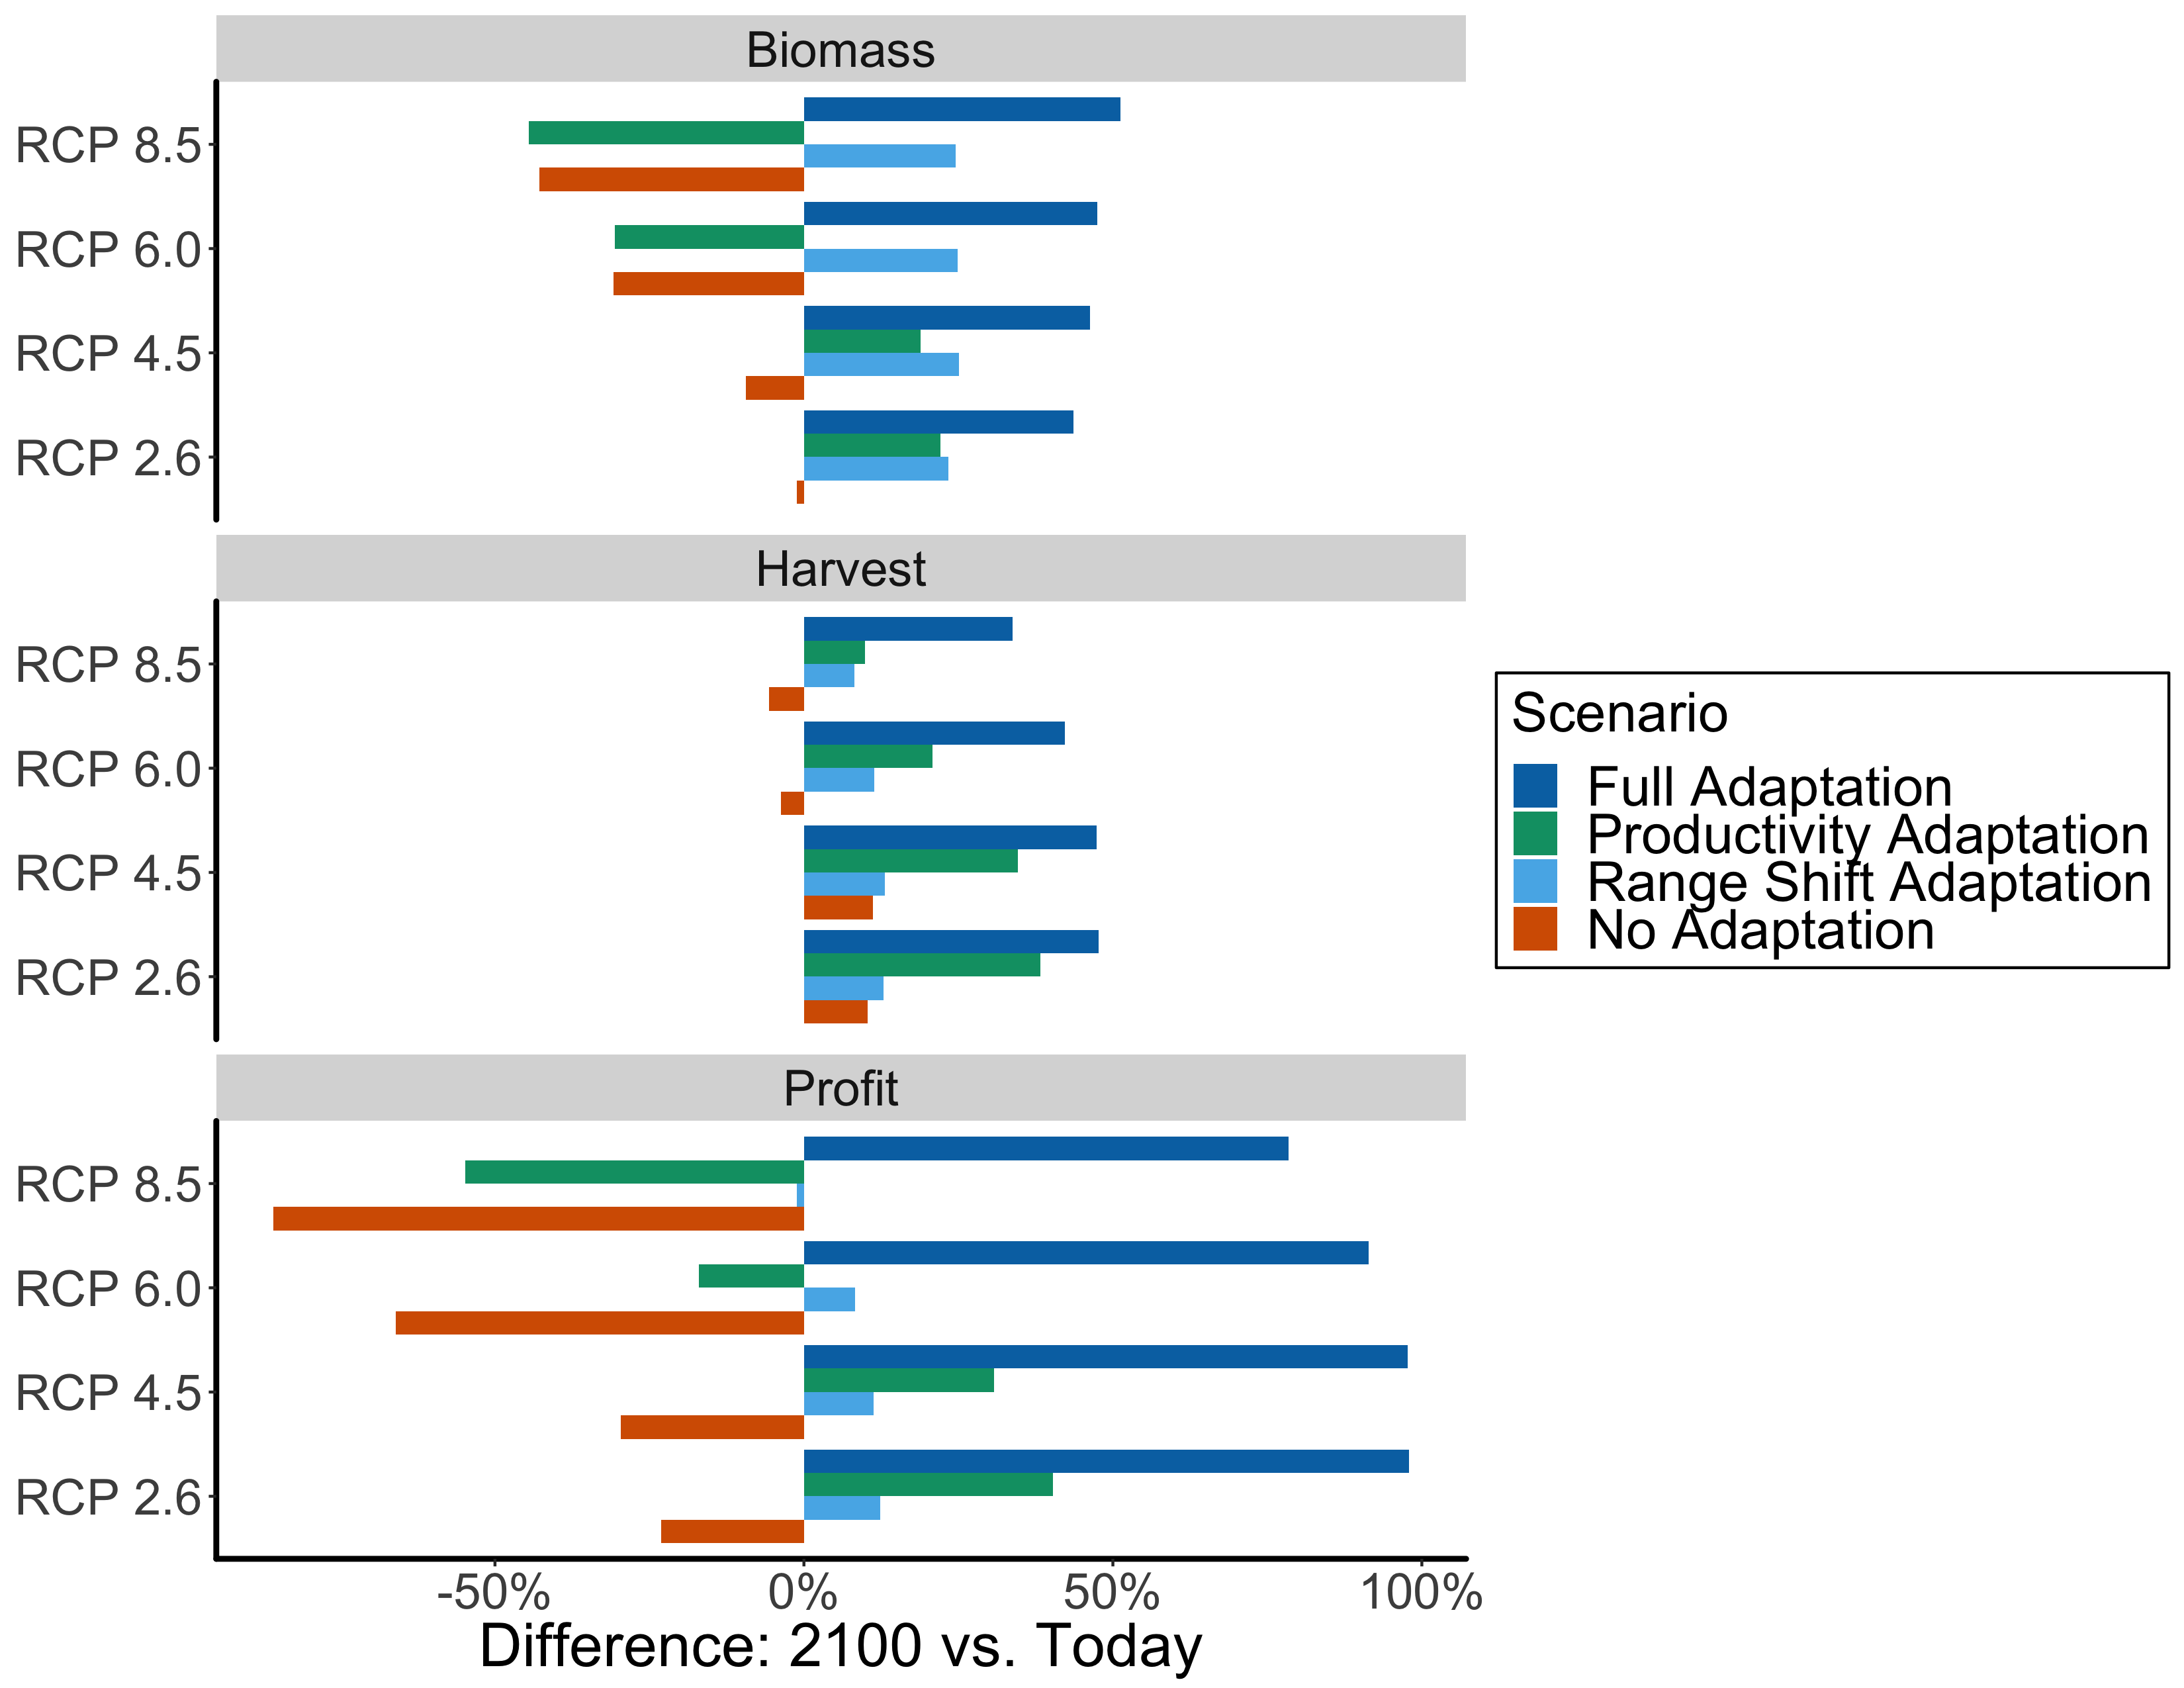 Biomass
RCP 8.5
RCP 6.0
RCP 4.5
RCP 2.6
Harvest
RCP 8.5
RCP 6.0
RCP 4.5
RCP 2.6
Profit
RCP 8.5
RCP 6.0
RCP 4.5
RCP 2.6
-50% 0% 50% 100%
Difference: 2100 vs. Today
Scenario
Full Adaptation
Productivity Adaptation
Range Shift Adaptation
No Adaptation